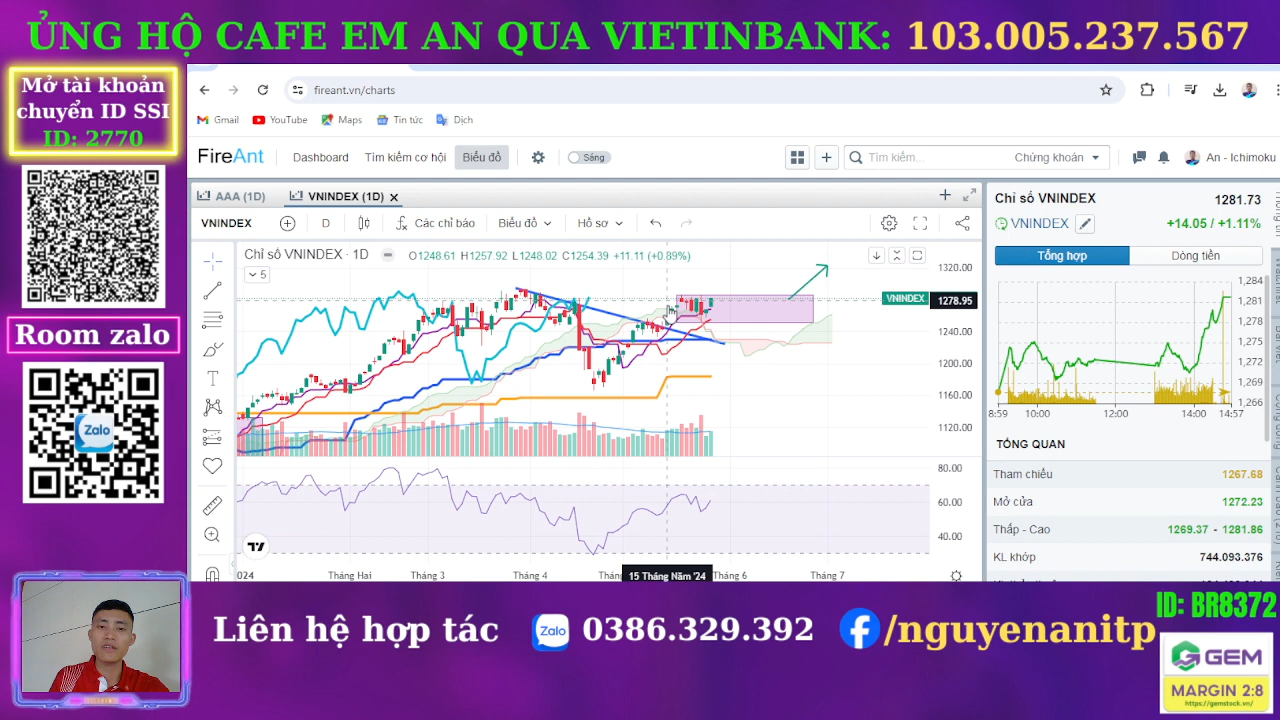 ỦNG HỘ CAFE EM AN QUA VIETINBANK: 103.005.237.567
Mở tài khoản
chuyển ID SSI
ID: 2770
Room zalo
Zalo
fireant.vn/charts
Gmail
YouTube
Maps
Tin tức
Dịch
FireAnt
Dashboard
Tìm kiếm cơ hội
Biểu đồ
Sáng
Tìm kiếm...
Chứng khoán
An - Ichimoku
AAA (1D)
VNINDEX (1D)
VNINDEX
D
Các chỉ báo
Biểu đồ
Hồ sơ
Chỉ số VNINDEX · 1D
O1248.61 H1257.92 L1248.02 C1254.39 +11.11 (+0.89%)
5
1320.00
VNINDEX 1278.95
1240.00
1200.00
1160.00
1120.00
80.00
60.00
40.00
024
Tháng Hai
Tháng 3
Tháng 4
15 Tháng Năm '24
Tháng 6
Tháng 7
Chỉ số VNINDEX
1281.73
VNINDEX
+14.05 / +1.11%
Tổng hợp
Dòng tiền
1,284
1,281
1,278
1,275
1,272
1,269
1,266
8:59
10:00
12:00
14:00
14:57
TỔNG QUAN
Tham chiếu 1267.68
Mở cửa 1272.23
Thấp - Cao 1269.37 - 1281.86
KL khớp 744.093.376
Liên hệ hợp tác
Zalo
0386.329.392
/nguyenanitp
ID: BR8372
GEM
MARGIN 2:8
https://gemstock.vn/